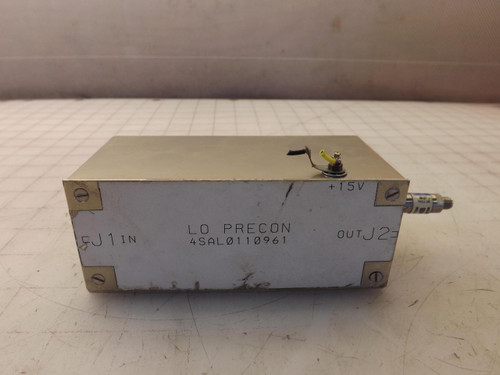 +15V
LO PRECON
J1 IN
4SAL0110961
OUT J2